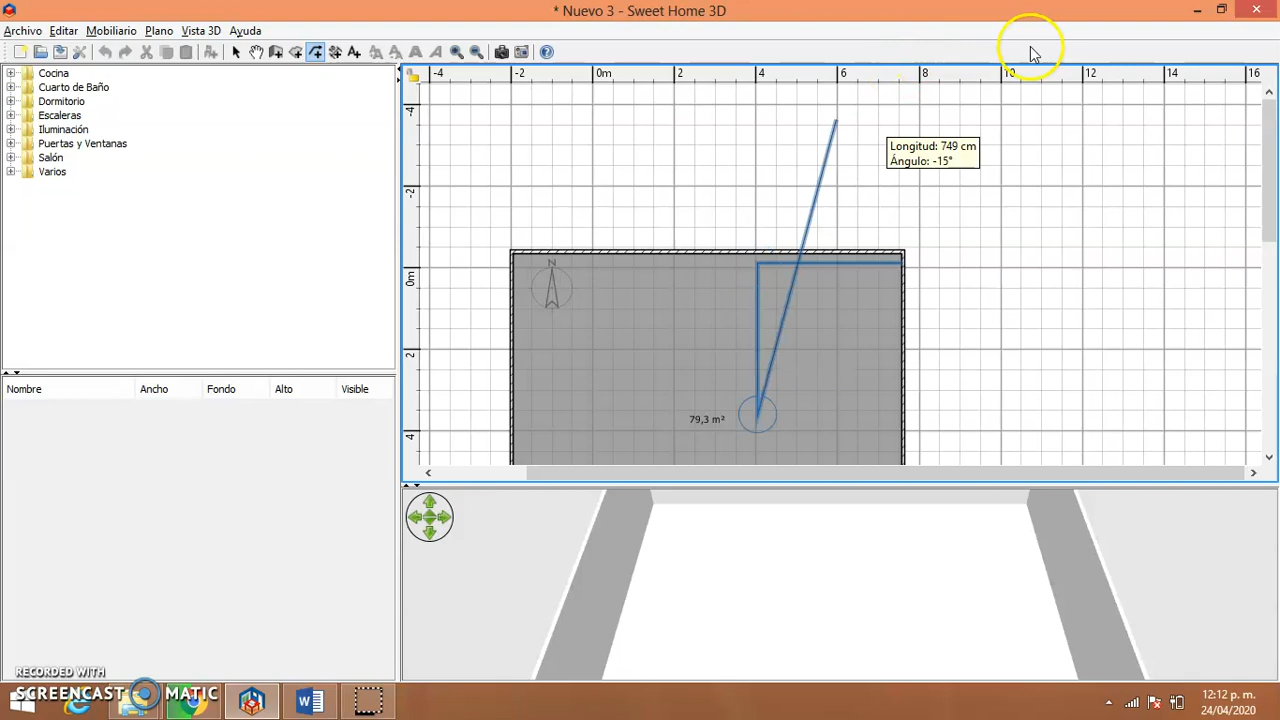 * Nuevo 3 - Sweet Home 3D
Archivo Editar Mobiliario Plano Vista 3D Ayuda
Cocina
Cuarto de Baño
Dormitorio
Escaleras
Iluminación
Puertas y Ventanas
Salón
Varios
-4 -2 0m 2 4 6 8 10 12 14 16
-4
-2
0m
2
4
Longitud: 749 cm
Ángulo: -15°
N
79,3 m²
Nombre Ancho Fondo Alto Visible
RECORDED WITH
SCREENCAST MATIC
12:12 p. m.
24/04/2020